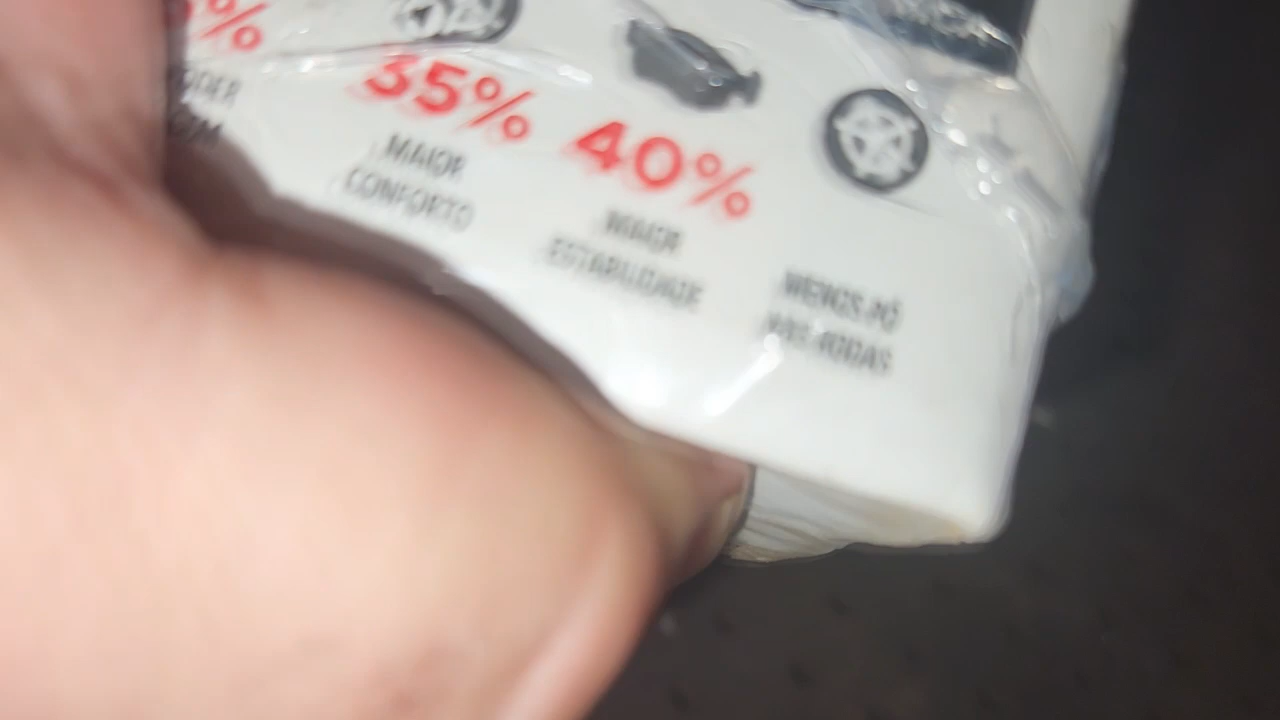 %
35%
MAIOR
CONFORTO
40%
MAIOR
ESTABILIDADE
MENOS PÓ
NAS RODAS